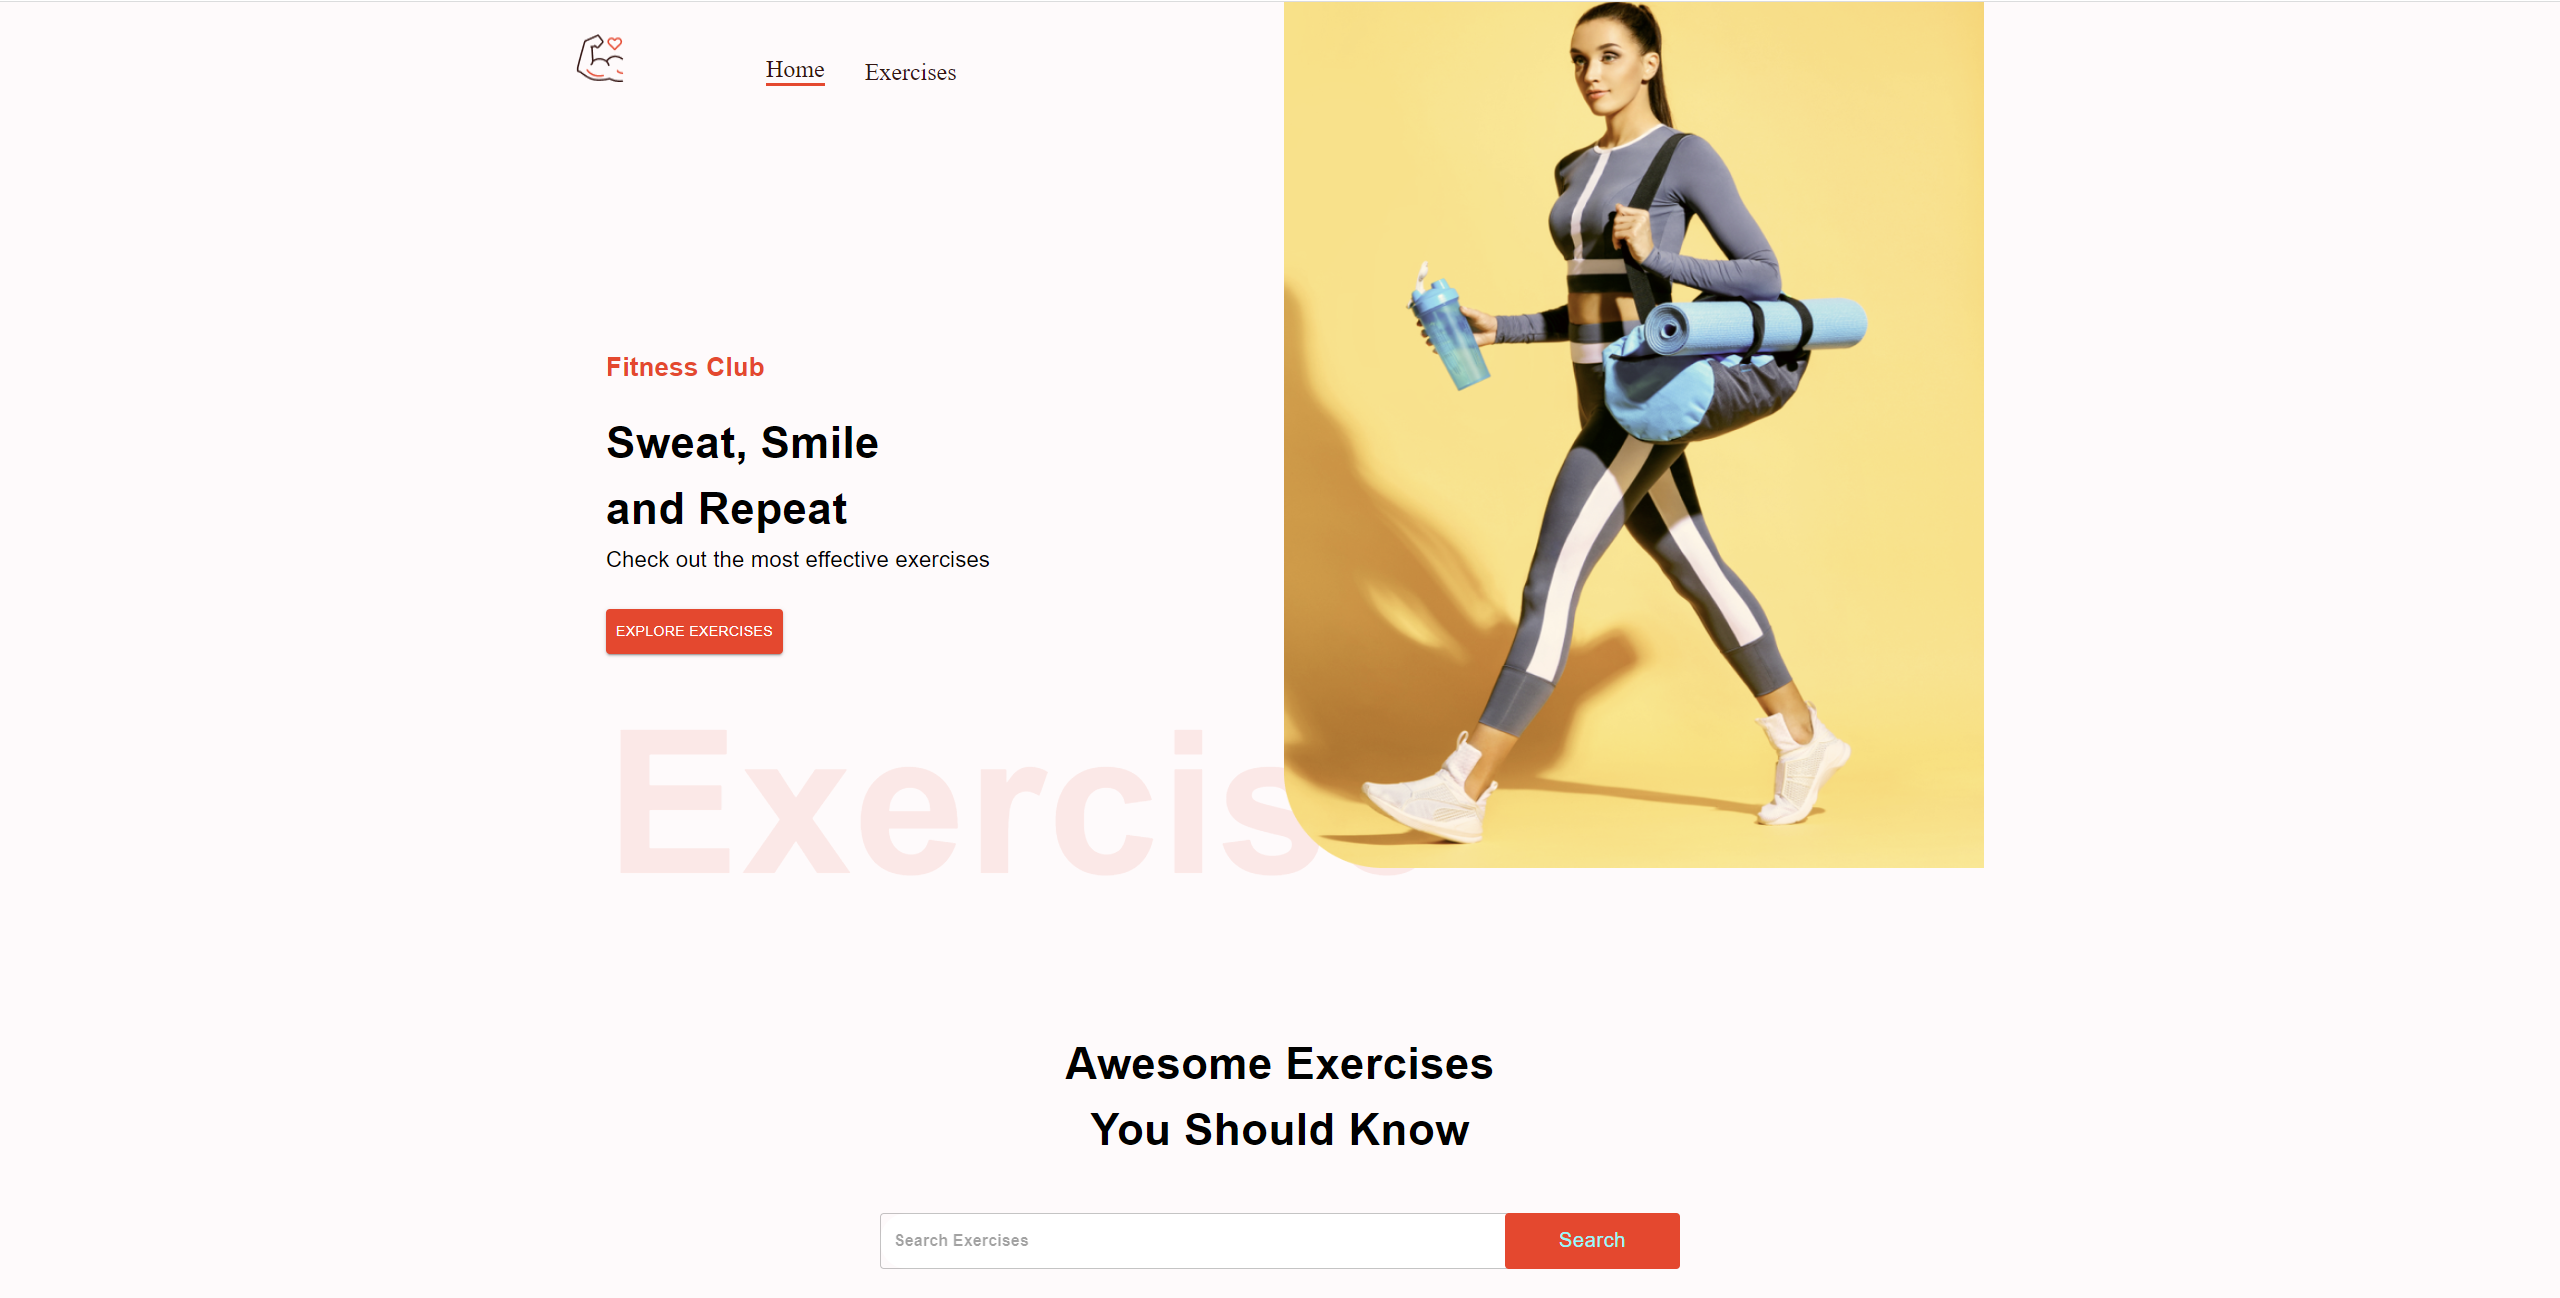 Home
Exercises
Fitness Club
Sweat, Smile
and Repeat
Check out the most effective exercises
EXPLORE EXERCISES
Exercis
Awesome Exercises
You Should Know
Search Exercises
Search